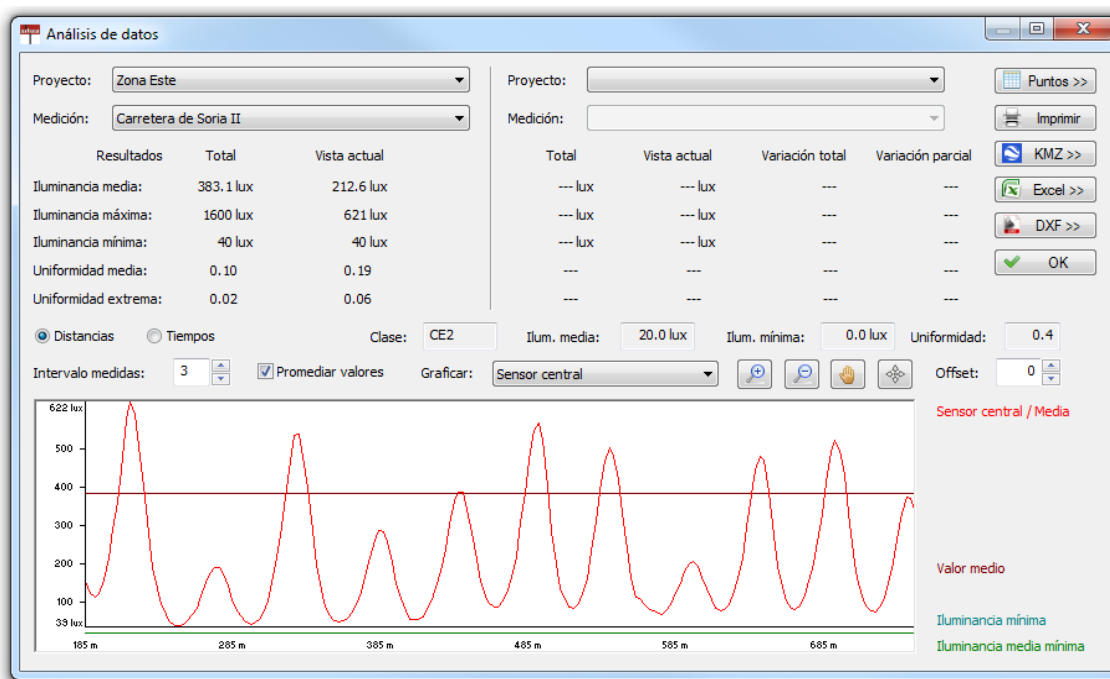 Análisis de datos
Proyecto: Zona Este Proyecto: Puntos >>
Medición: Carretera de Soria II Medición: Imprimir
Resultados Total Vista actual Total Vista actual Variación total Variación parcial KMZ >>
Iluminancia media: 383.1 lux 212.6 lux --- lux --- lux --- --- Excel >>
Iluminancia máxima: 1600 lux 621 lux --- lux --- lux --- ---
DXF >>
Iluminancia mínima: 40 lux 40 lux --- lux --- lux --- ---
Uniformidad media: 0.10 0.19 --- --- --- --- OK
Uniformidad extrema: 0.02 0.06 --- --- --- ---
Distancias Tiempos Clase: CE2 Ilum. media: 20.0 lux Ilum. mínima: 0.0 lux Uniformidad: 0.4
Intervalo medidas: 3 Promediar valores Graficar: Sensor central Offset: 0
622 lux
Sensor central / Media
500
400
300
200
Valor medio
100
39 lux
Iluminancia mínima
185 m 285 m 385 m 485 m 585 m 685 m
Iluminancia media mínima